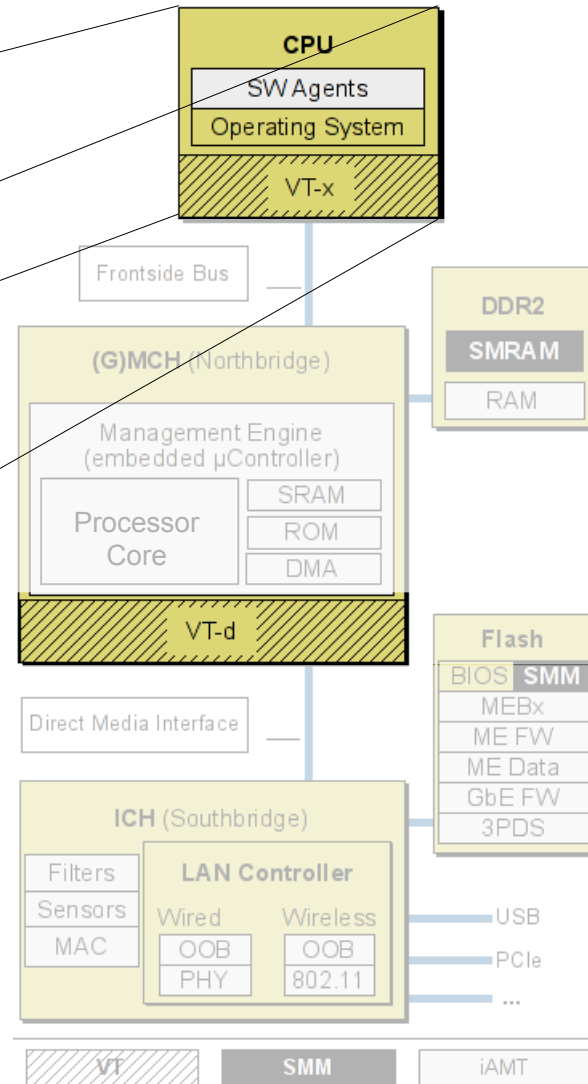 CPU
SW Agents
Operating System
VT-x
Frontside Bus
DDR2
SMRAM
RAM
(G)MCH (Northbridge)
Management Engine
(embedded µController)
Processor
Core
SRAM
ROM
DMA
VT-d
Flash
BIOS SMM
MEBx
ME FW
ME Data
GbE FW
3PDS
Direct Media Interface
ICH (Southbridge)
Filters
Sensors
MAC
LAN Controller
Wired Wireless
OOB OOB
PHY 802.11
USB
PCIe
...
VT SMM iAMT